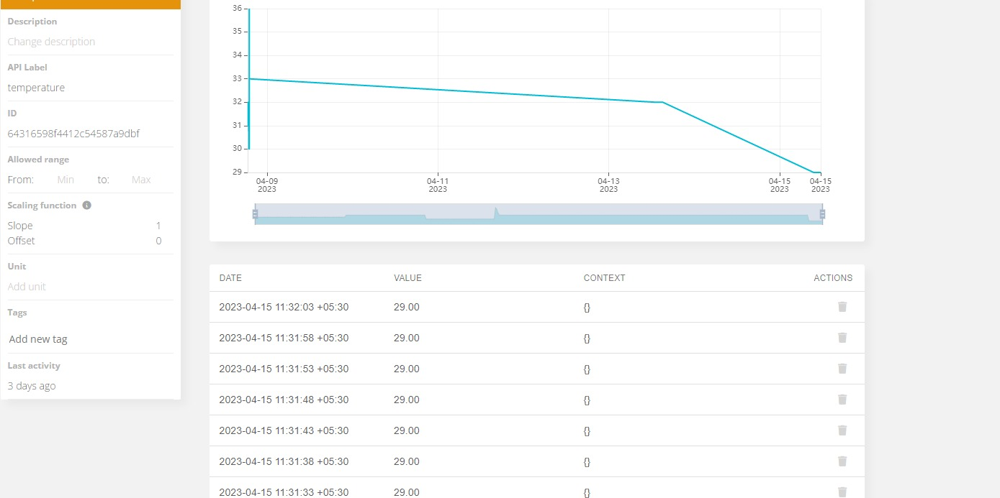 Description
Change description
API Label
temperature
ID
64316598f4412c54587a9dbf
Allowed range
From: Min to: Max
Scaling function i
Slope 1
Offset 0
Unit
Add unit
Tags
Add new tag
Last activity
3 days ago
36
35
34
33
32
31
30
29
04-09 04-11 04-13 04-15 04-15
2023 2023 2023 2023 2023
DATE VALUE CONTEXT ACTIONS
2023-04-15 11:32:03 +05:30 29.00 {}
2023-04-15 11:31:58 +05:30 29.00 {}
2023-04-15 11:31:53 +05:30 29.00 {}
2023-04-15 11:31:48 +05:30 29.00 {}
2023-04-15 11:31:43 +05:30 29.00 {}
2023-04-15 11:31:38 +05:30 29.00 {}
2023-04-15 11:31:33 +05:30 29.00 {}